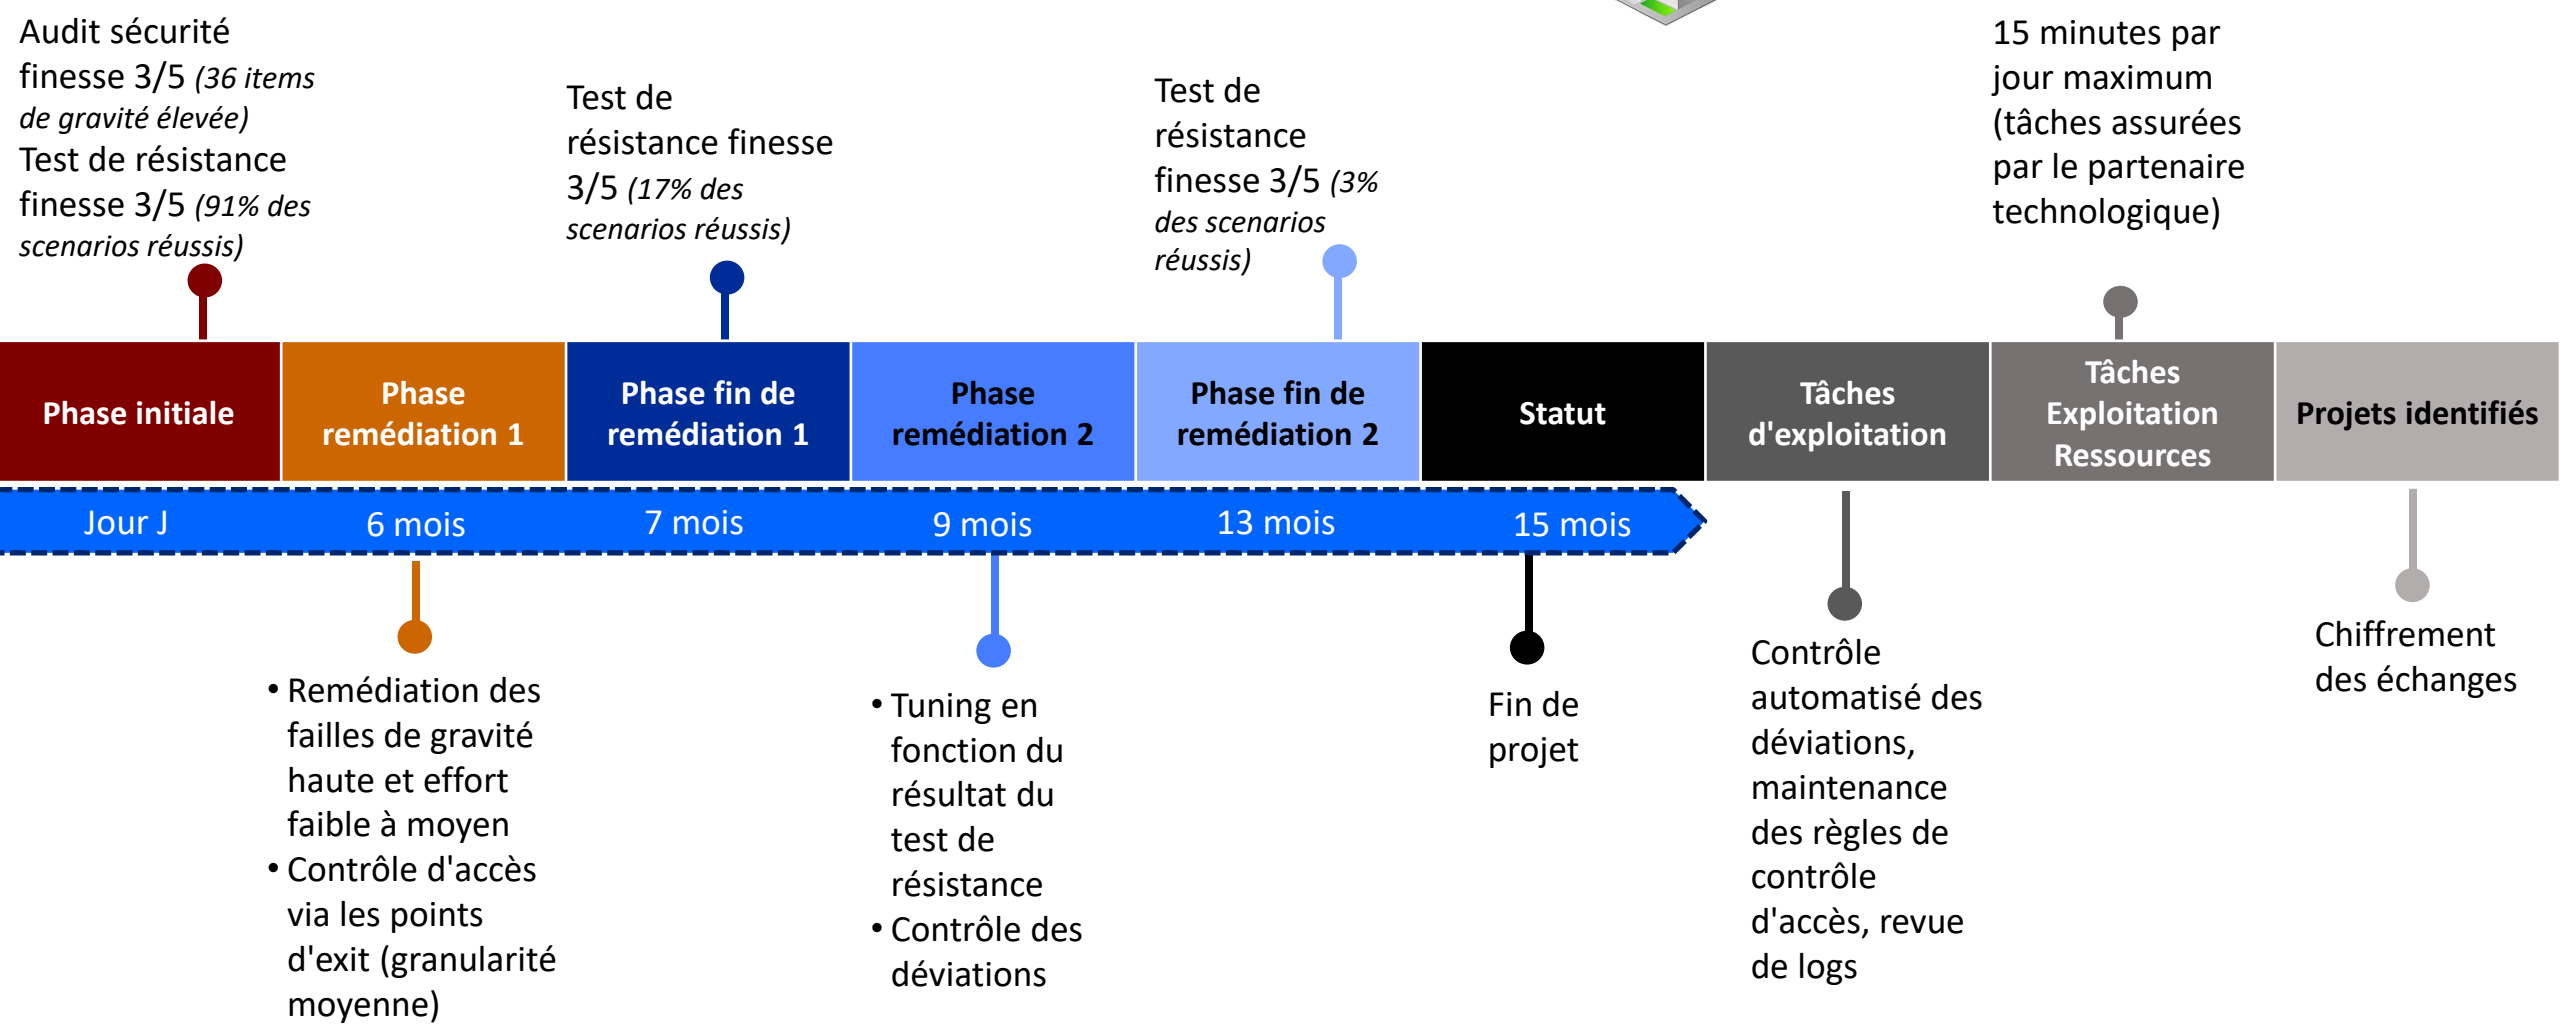 Audit sécurité
finesse 3/5 (36 items
de gravité élevée)
Test de résistance
finesse 3/5 (91% des
scenarios réussis)
Test de
résistance finesse
3/5 (17% des
scenarios réussis)
Test de
résistance
finesse 3/5 (3%
des scenarios
réussis)
15 minutes par
jour maximum
(tâches assurées
par le partenaire
technologique)
Phase initiale
Phase
remédiation 1
Phase fin de
remédiation 1
Phase
remédiation 2
Phase fin de
remédiation 2
Statut
Tâches
d'exploitation
Tâches
Exploitation
Ressources
Projets identifiés
Jour J
6 mois
7 mois
9 mois
13 mois
15 mois
• Remédiation des
failles de gravité
haute et effort
faible à moyen
• Contrôle d'accès
via les points
d'exit (granularité
moyenne)
• Tuning en
fonction du
résultat du
test de
résistance
• Contrôle des
déviations
Fin de
projet
Contrôle
automatisé des
déviations,
maintenance
des règles de
contrôle
d'accès, revue
de logs
Chiffrement
des échanges